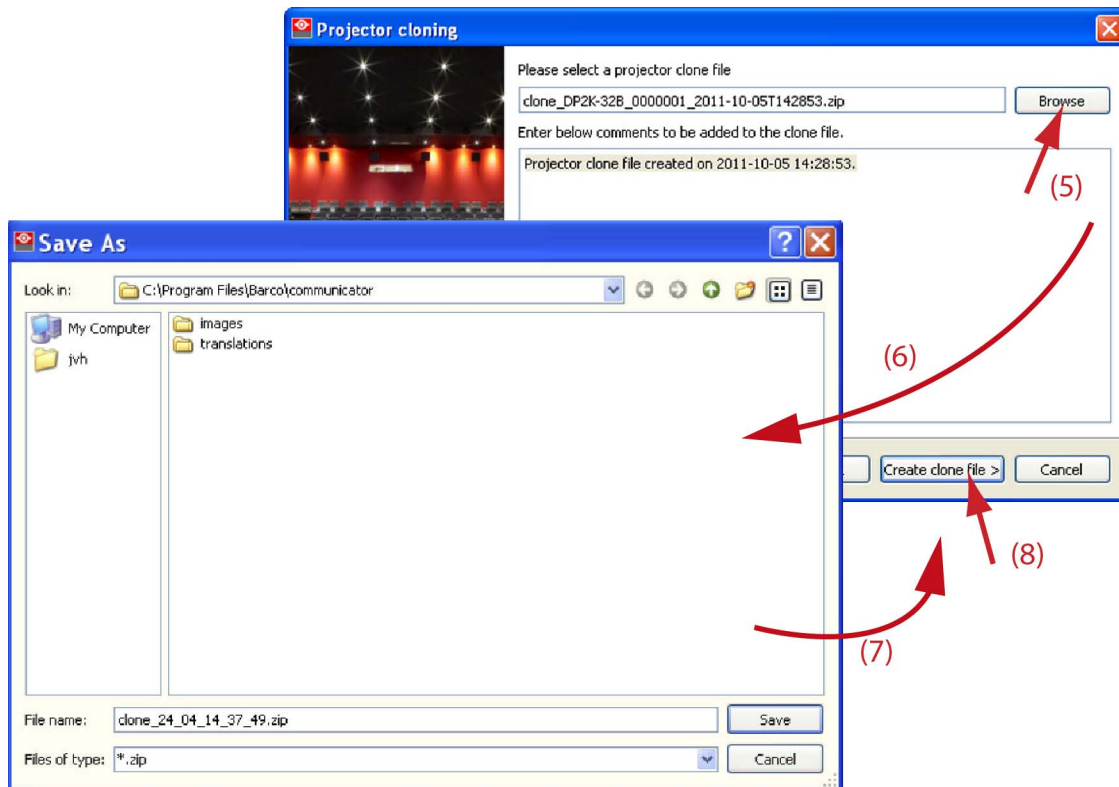 Projector cloning
Please select a projector clone file
clone_DP2K-32B_0000001_2011-10-05T142853.zip
Browse
Enter below comments to be added to the clone file.
Projector clone file created on 2011-10-05 14:28:53.
(5)
Save As
Look in:
C:\Program Files\Barco\communicator
My Computer
jvh
images
translations
(6)
Create clone file >
Cancel
(8)
(7)
File name:
clone_24_04_14_37_49.zip
Save
Files of type:
*.zip
Cancel